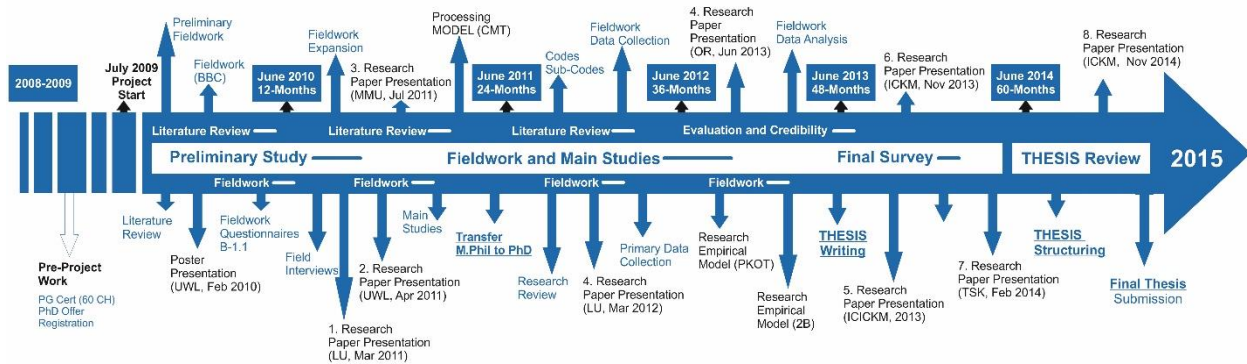 2008-2009
July 2009
Project
Start
Preliminary
Fieldwork
Fieldwork
(BBC)
June 2010
12-Months
Fieldwork
Expansion
3. Research
Paper Presentation
(MMU, Jul 2011)
Processing
MODEL (CMT)
June 2011
24-Months
Codes
Sub-Codes
Fieldwork
Data Collection
June 2012
36-Months
4. Research
Paper
Presentation
(OR, Jun 2013)
Fieldwork
Data Analysis
June 2013
48-Months
6. Research
Paper Presentation
(ICKM, Nov 2013)
June 2014
60-Months
8. Research
Paper Presentation
(ICKM, Nov 2014)
Literature Review
Literature Review
Literature Review
Evaluation and Credibility
Preliminary Study
Fieldwork and Main Studies
Final Survey
THESIS Review
2015
Fieldwork
Fieldwork
Fieldwork
Fieldwork
Pre-Project
Work
PG Cert (60 CH)
PhD Offer
Registration
Literature
Review
Poster
Presentation
(UWL, Feb 2010)
Fieldwork
Questionnaires
B-1.1
Field
Interviews
1. Research
Paper Presentation
(LU, Mar 2011)
2. Research
Paper Presentation
(UWL, Apr 2011)
Main
Studies
Transfer
M.Phil to PhD
Research
Review
4. Research
Paper Presentation
(LU, Mar 2012)
Primary Data
Collection
Research
Empirical
Model (PKOT)
Research
Empirical
Model (2B)
THESIS
Writing
5. Research
Paper Presentation
(ICICKM, 2013)
7. Research
Paper Presentation
(TSK, Feb 2014)
THESIS
Structuring
Final Thesis
Submission